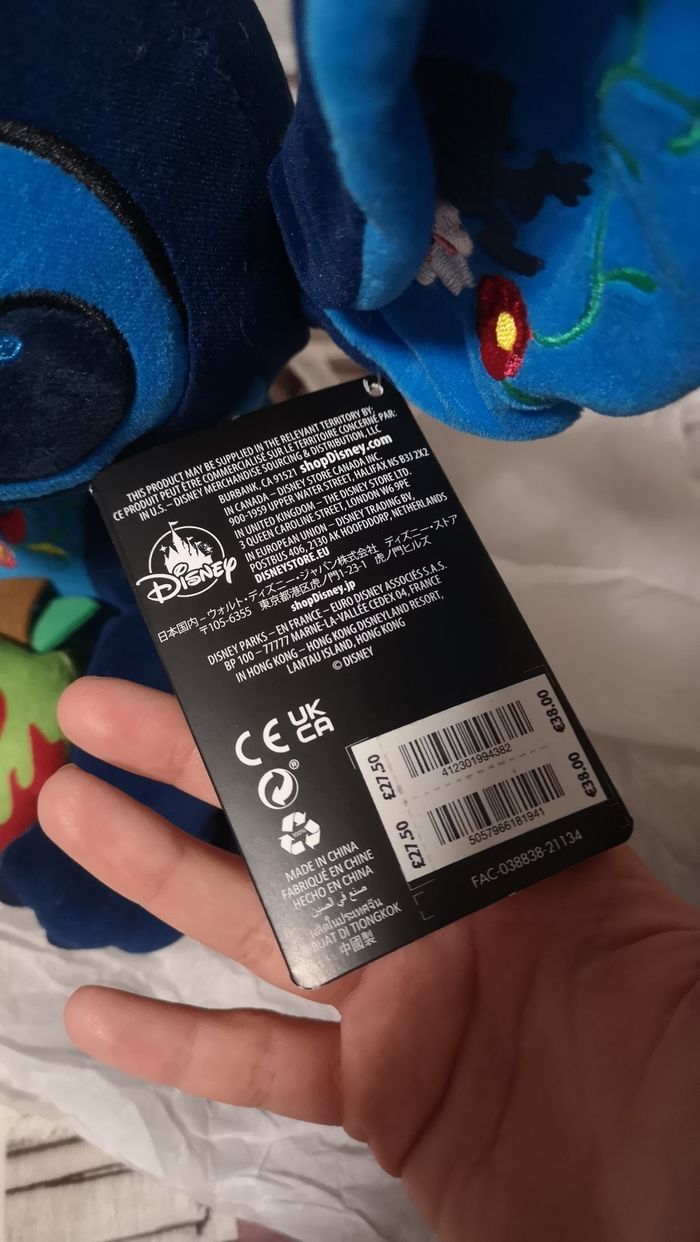 THIS PRODUCT MAY BE SUPPLIED IN THE RELEVANT TERRITORY BY:
CE PRODUIT PEUT ÊTRE COMMERCIALISÉ SUR LE TERRITOIRE CONCERNÉ PAR:
IN U.S. – DISNEY MERCHANDISE SOURCING & DISTRIBUTION, LLC
BURBANK, CA 91521 shopDisney.com
IN CANADA – DISNEY STORE CANADA INC.
900-1959 UPPER WATER STREET, HALIFAX NS B3J 2X2
IN UNITED KINGDOM – THE DISNEY STORE LTD.
3 QUEEN CAROLINE STREET, LONDON W6 9PE
IN EUROPEAN UNION – DISNEY TRADING BV,
POSTBUS 406, 2130 AK HOOFDDORP, NETHERLANDS
DISNEYSTORE.EU
Disney
日本国内 – ウォルト・ディズニー・ジャパン株式会社 ディズニーストア
〒105-6355 東京都港区虎ノ門1-23-1 虎ノ門ヒルズ
shopDisney.jp
DISNEY PARKS – EN FRANCE – EURO DISNEY ASSOCIÉS S.A.S.
BP 100 – 77777 MARNE-LA-VALLÉE CEDEX 04, FRANCE
IN HONG KONG – HONG KONG DISNEYLAND RESORT,
LANTAU ISLAND, HONG KONG
© DISNEY
CE UK
CA
®
100%
MADE IN CHINA
FABRIQUÉ EN CHINE
HECHO EN CHINA
صنع في الصين
ผลิตในประเทศจีน
BUAT DI TIONGKOK
中國製
£27.50 €38.00
412301994382
£27.50 €38.00
5057966181941
FAC-038838-21134